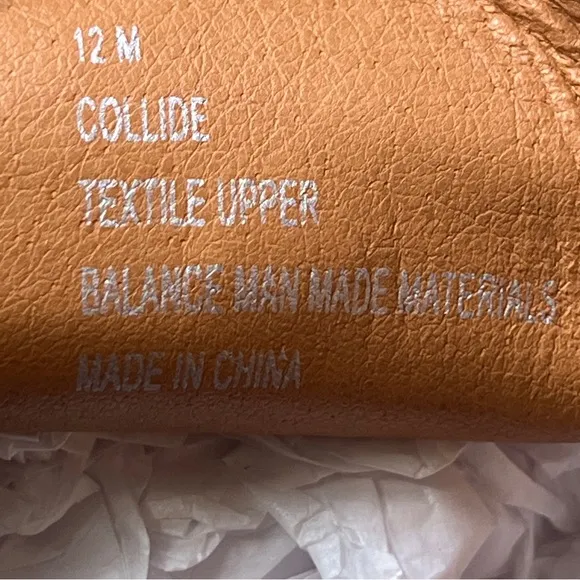 12 M
COLLIDE
TEXTILE UPPER
BALANCE MAN MADE MATERIALS
MADE IN CHINA